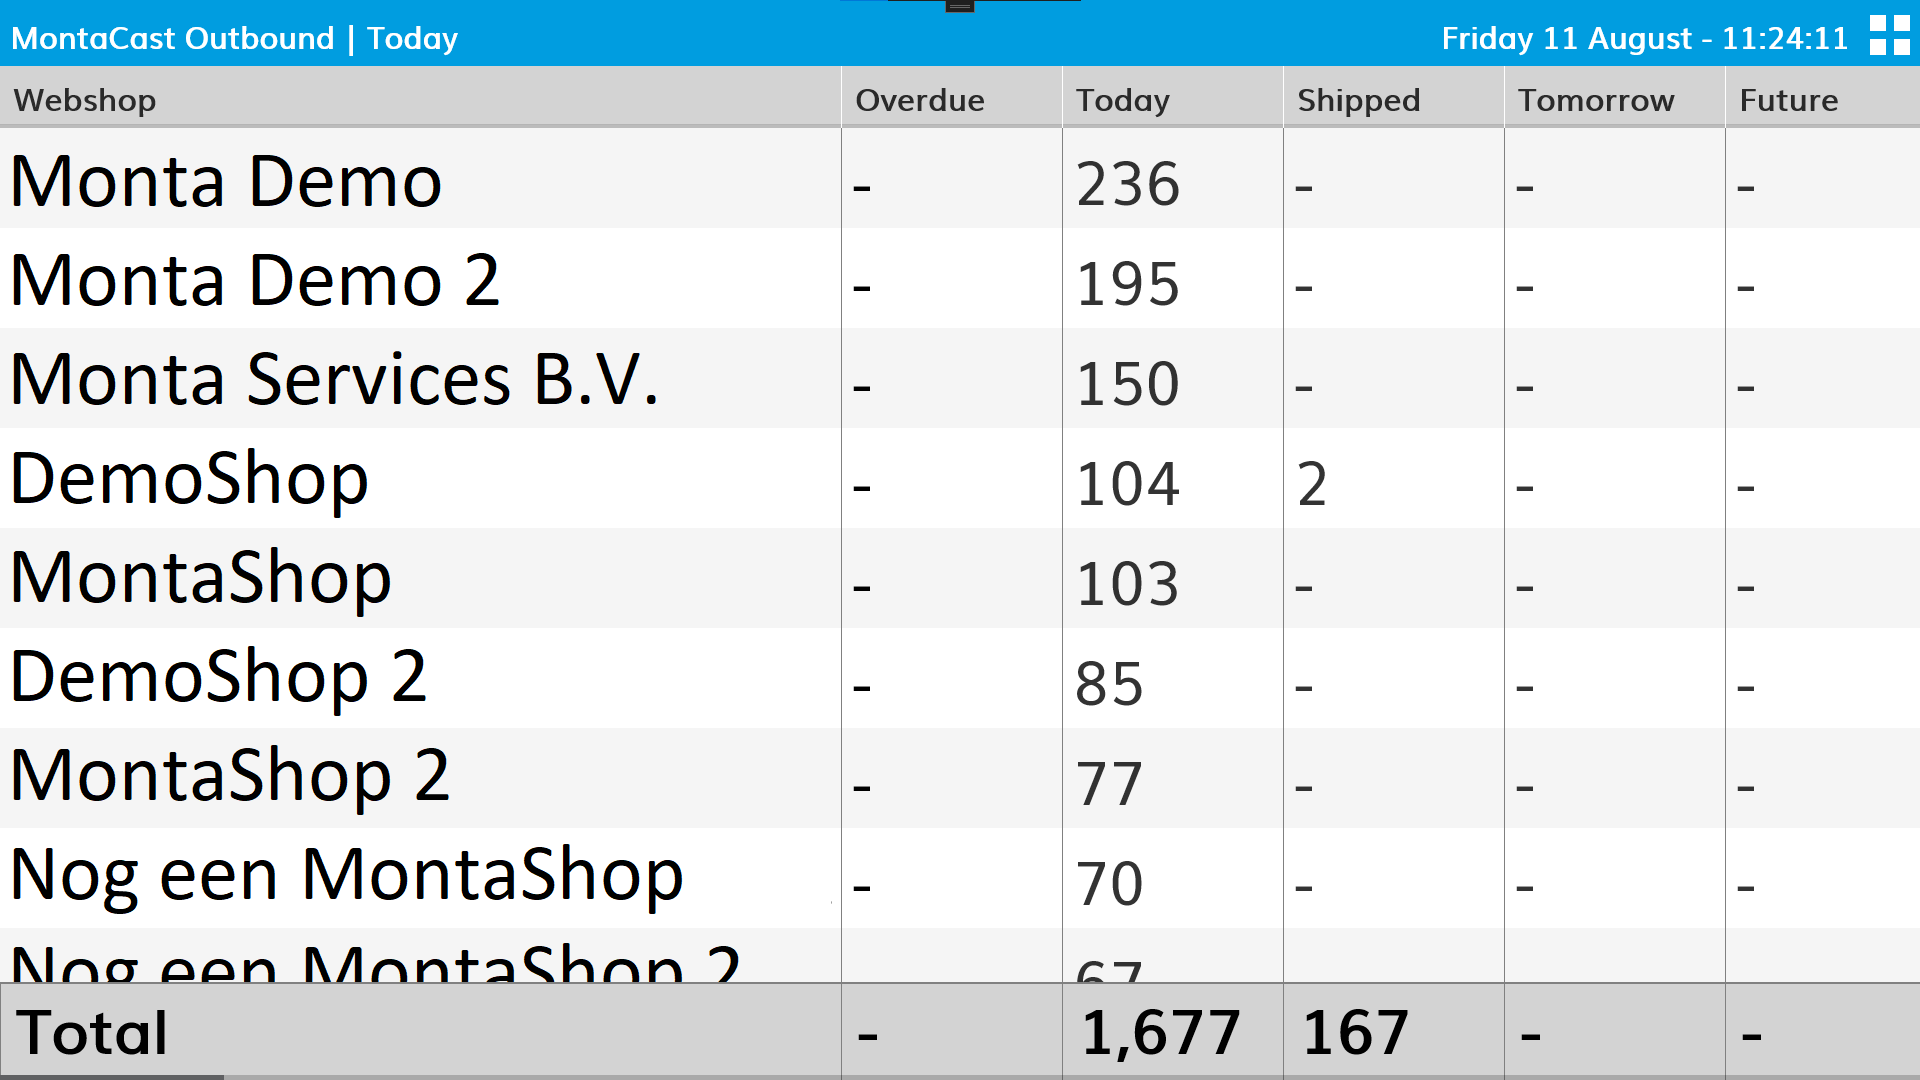 MontaCast Outbound | Today Friday 11 August - 11:24:11
Webshop Overdue Today Shipped Tomorrow Future
Monta Demo - 236 - - -
Monta Demo 2 - 195 - - -
Monta Services B.V. - 150 - - -
DemoShop - 104 2 - -
MontaShop - 103 - - -
DemoShop 2 - 85 - - -
MontaShop 2 - 77 - - -
Nog een MontaShop - 70 - - -
Nog een MontaShop 2 67
Total - 1,677 167 - -